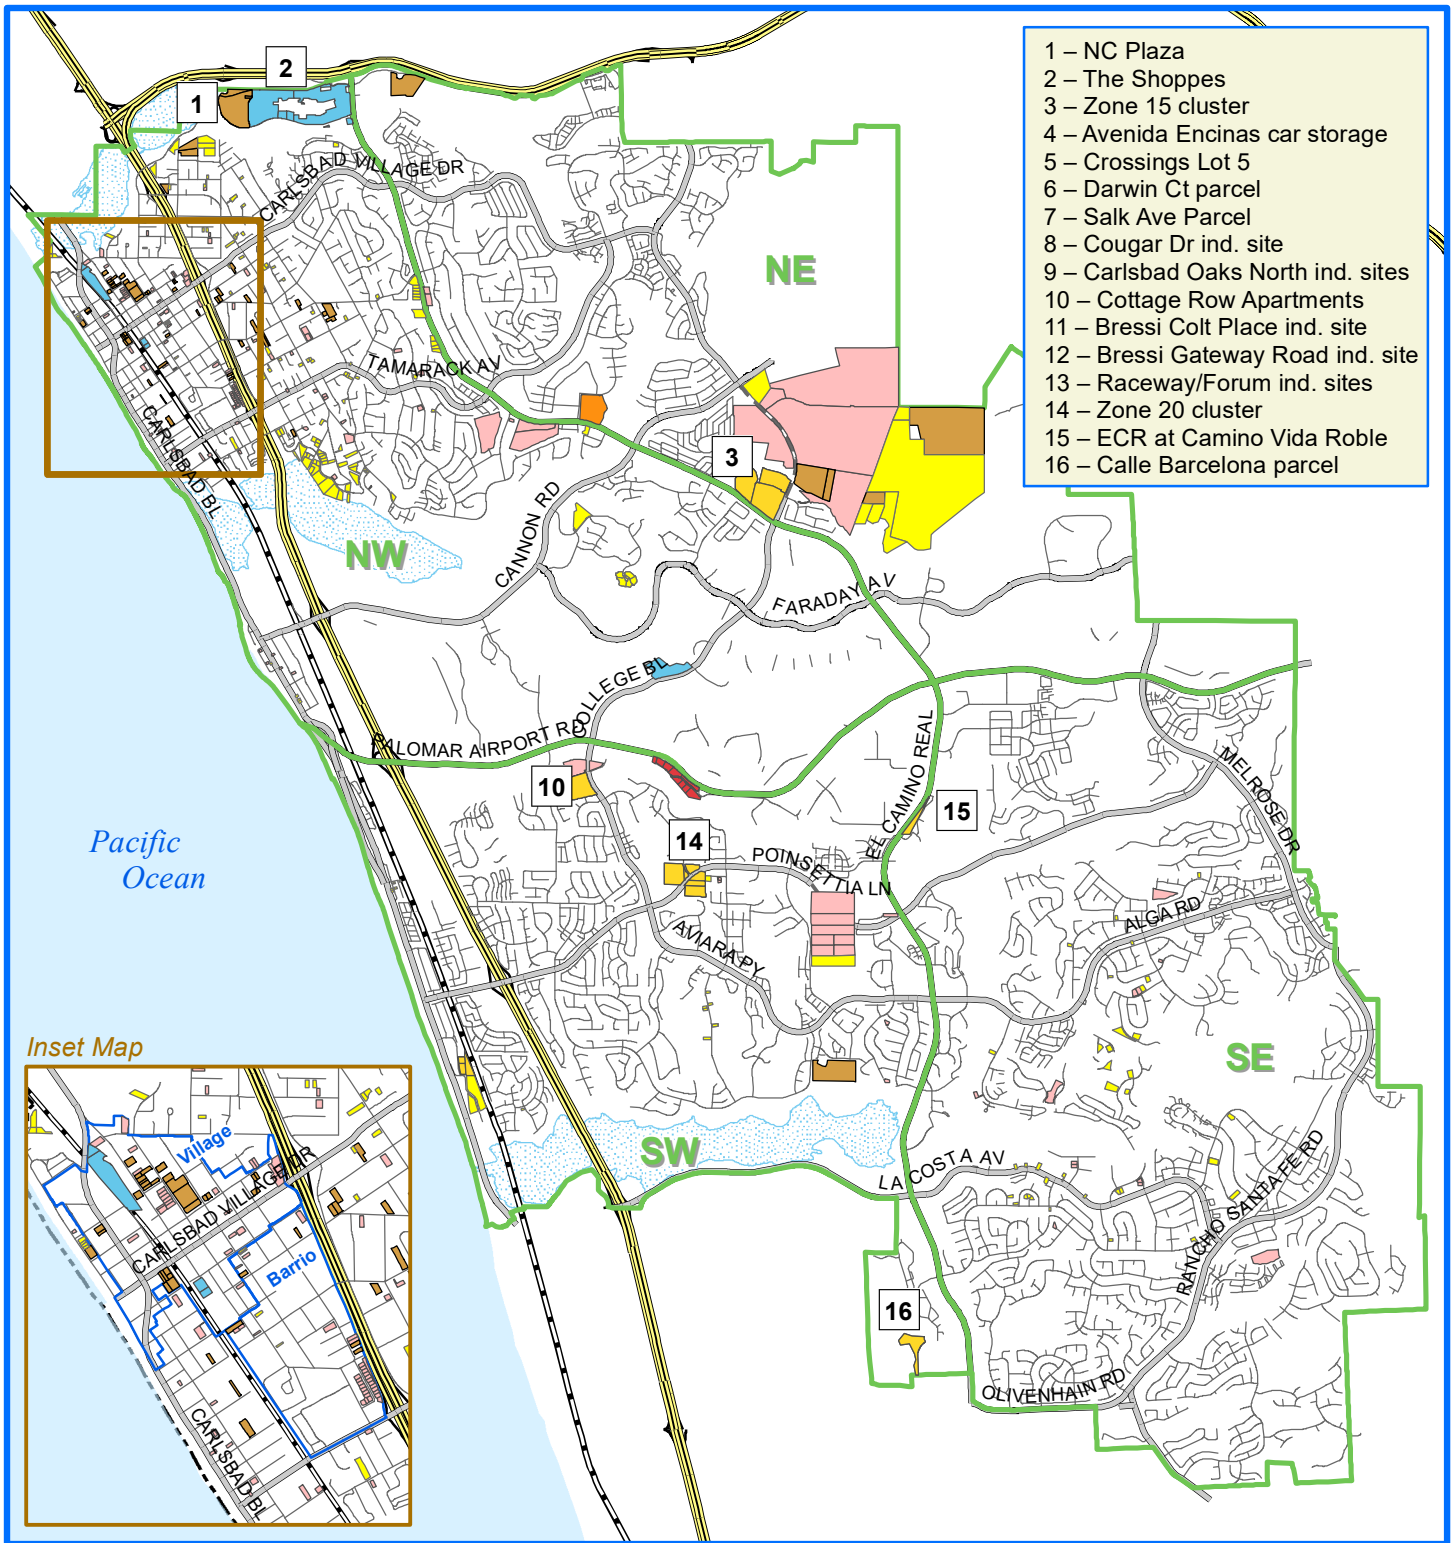 1 – NC Plaza
2 – The Shoppes
3 – Zone 15 cluster
4 – Avenida Encinas car storage
5 – Crossings Lot 5
6 – Darwin Ct parcel
7 – Salk Ave Parcel
8 – Cougar Dr ind. site
9 – Carlsbad Oaks North ind. sites
10 – Cottage Row Apartments
11 – Bressi Colt Place ind. site
12 – Bressi Gateway Road ind. site
13 – Raceway/Forum ind. sites
14 – Zone 20 cluster
15 – ECR at Camino Vida Roble
16 – Calle Barcelona parcel
2
1
CARLSBAD VILLAGE DR
NE
TAMARACK AV
CARLSBAD BL
3
CANNON RD
NW
FARADAY AV
COLLEGE BL
PALOMAR AIRPORT RD
EL CAMINO REAL
MELROSE DR
10
15
14
POINSETTIA LN
Pacific
Ocean
ALGA RD
AVIARA PY
SE
SW
LA COSTA AV
RANCHO SANTA FE RD
16
OLIVENHAIN RD
Inset Map
Village
CARLSBAD VILLAGE DR
Barrio
CARLSBAD BL